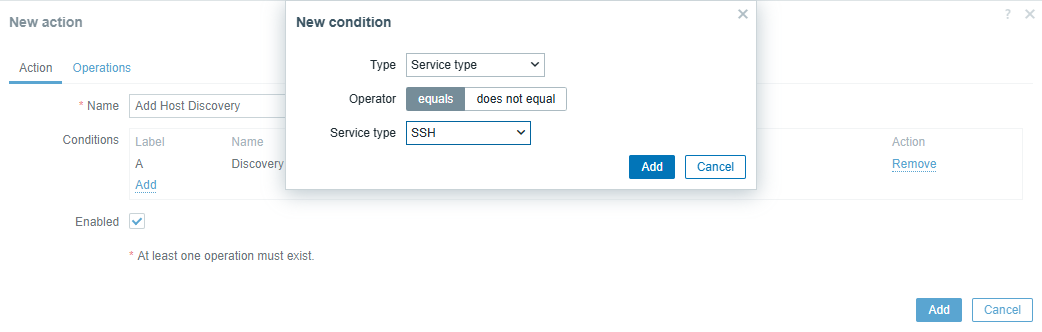 New action
?
New condition
Type Service type
Operator equals does not equal
Service type SSH
Add Cancel
Action Operations
* Name Add Host Discovery
Conditions Label Name Action
A Discovery Remove
Add
Enabled
* At least one operation must exist.
Add Cancel